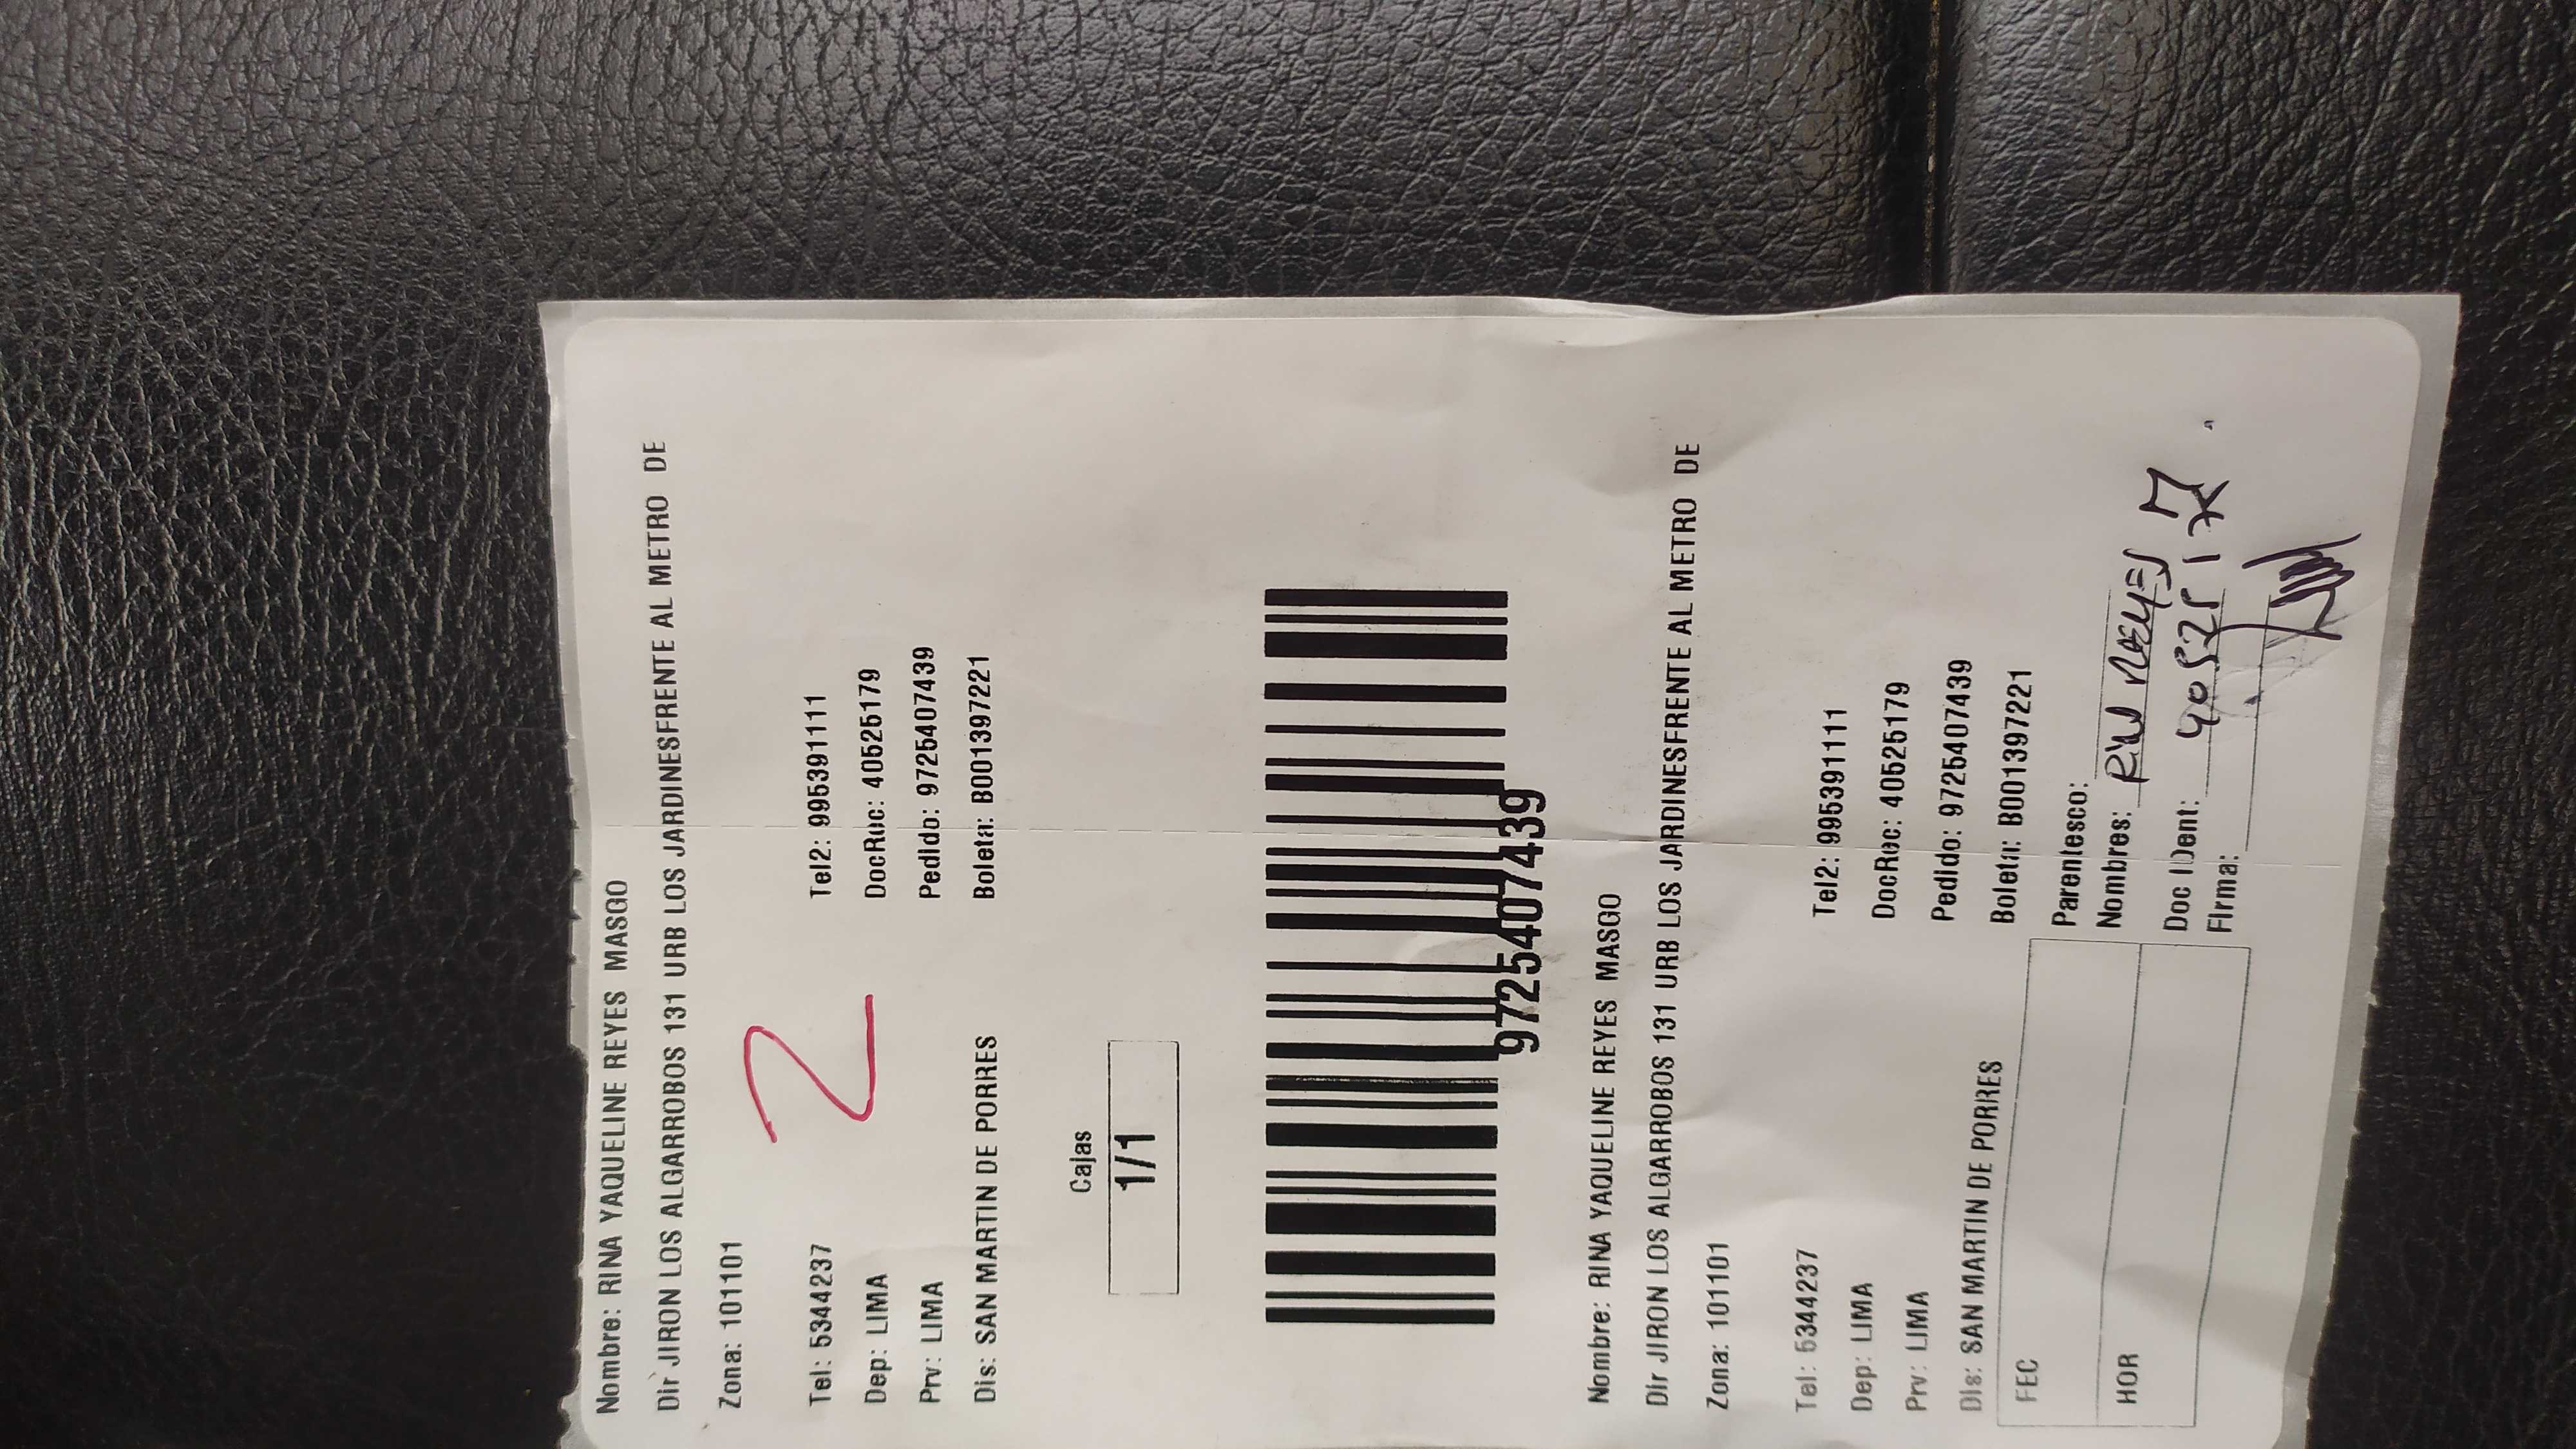 Nombre: RINA YAQUELINE REYES MASGO
Dir JIRON LOS ALGARROBOS 131 URB LOS JARDINESFRENTE AL METRO DE
Zona: 101101
2
Tel: 5344237 Tel2: 995391111
Dep: LIMA DocRec: 40525179
Prv: LIMA Pedido: 9725407439
Dis: SAN MARTIN DE PORRES Boleta: B001397221
Cajas
1/1
9725407439
Nombre: RINA YAQUELINE REYES MASGO
Dir JIRON LOS ALGARROBOS 131 URB LOS JARDINESFRENTE AL METRO DE
Zona: 101101
Tel: 5344237 Tel2: 995391111
Dep: LIMA DocRec: 40525179
Prv: LIMA Pedido: 9725407439
Dis: SAN MARTIN DE PORRES Boleta: B001397221
FEC Parentesco:
Nombres: REYES
HOR Doc IDent:
Firma: